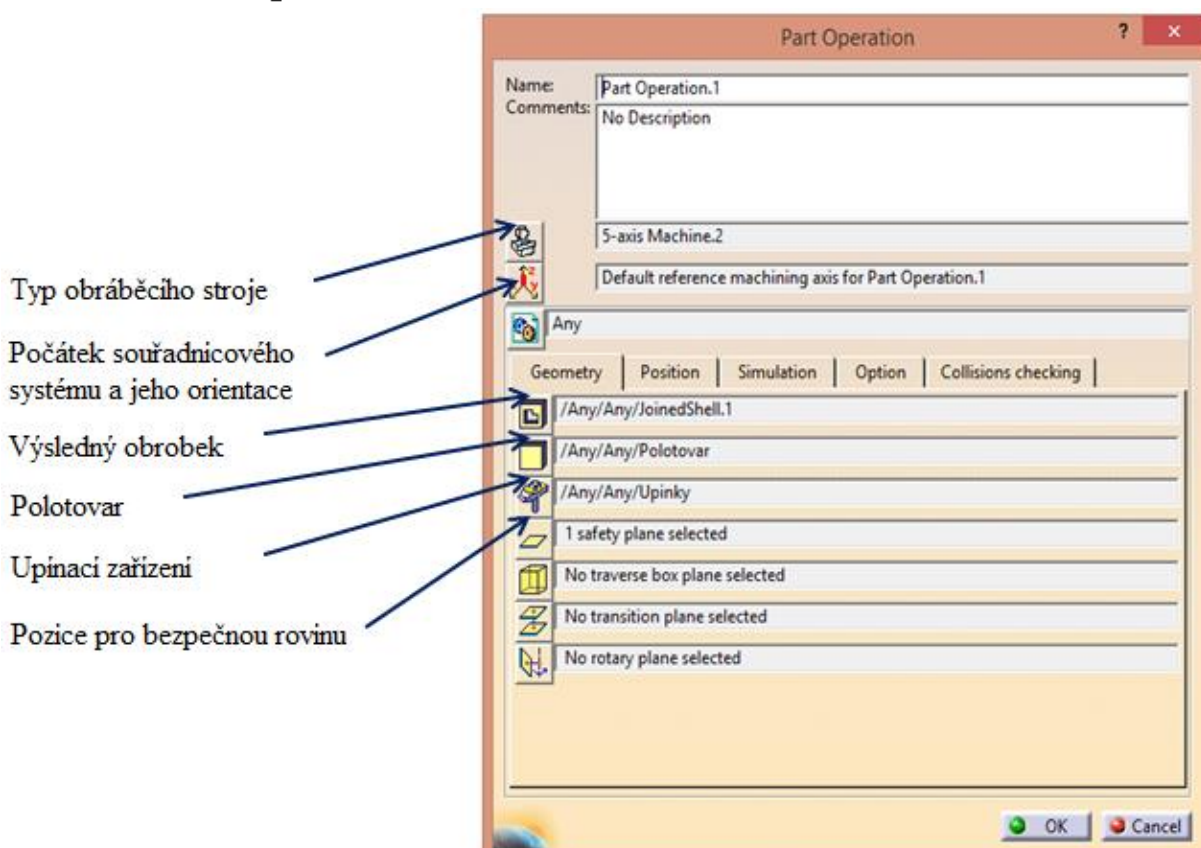 Part Operation
?
×
Name:
Part Operation.1
Comments:
No Description
5-axis Machine.2
Default reference machining axis for Part Operation.1
Any
Geometry
Position
Simulation
Option
Collisions checking
/Any/Any/JoinedShell.1
/Any/Any/Polotovar
/Any/Any/Upinky
1 safety plane selected
No traverse box plane selected
No transition plane selected
No rotary plane selected
OK
Cancel
Typ obráběcího stroje
Počátek souřadnicového
systému a jeho orientace
Výsledný obrobek
Polotovar
Upínací zařízení
Pozice pro bezpečnou rovinu